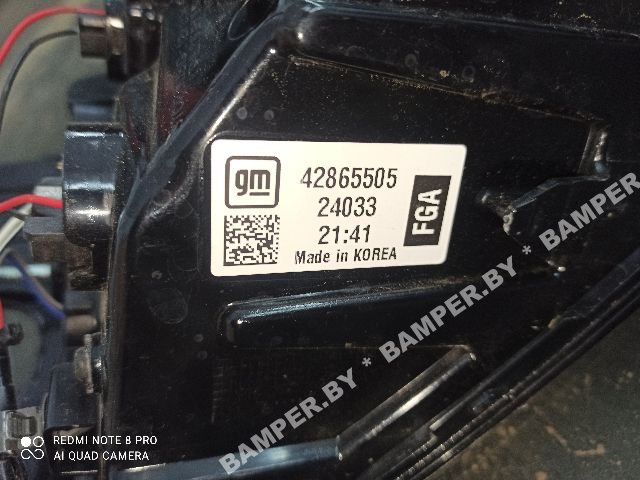 gm
42865505
24033
21:41
Made in KOREA
FGA
BAMPER.BY * BAMPER.BY * BAMPER.BY
REDMI NOTE 8 PRO
AI QUAD CAMERA